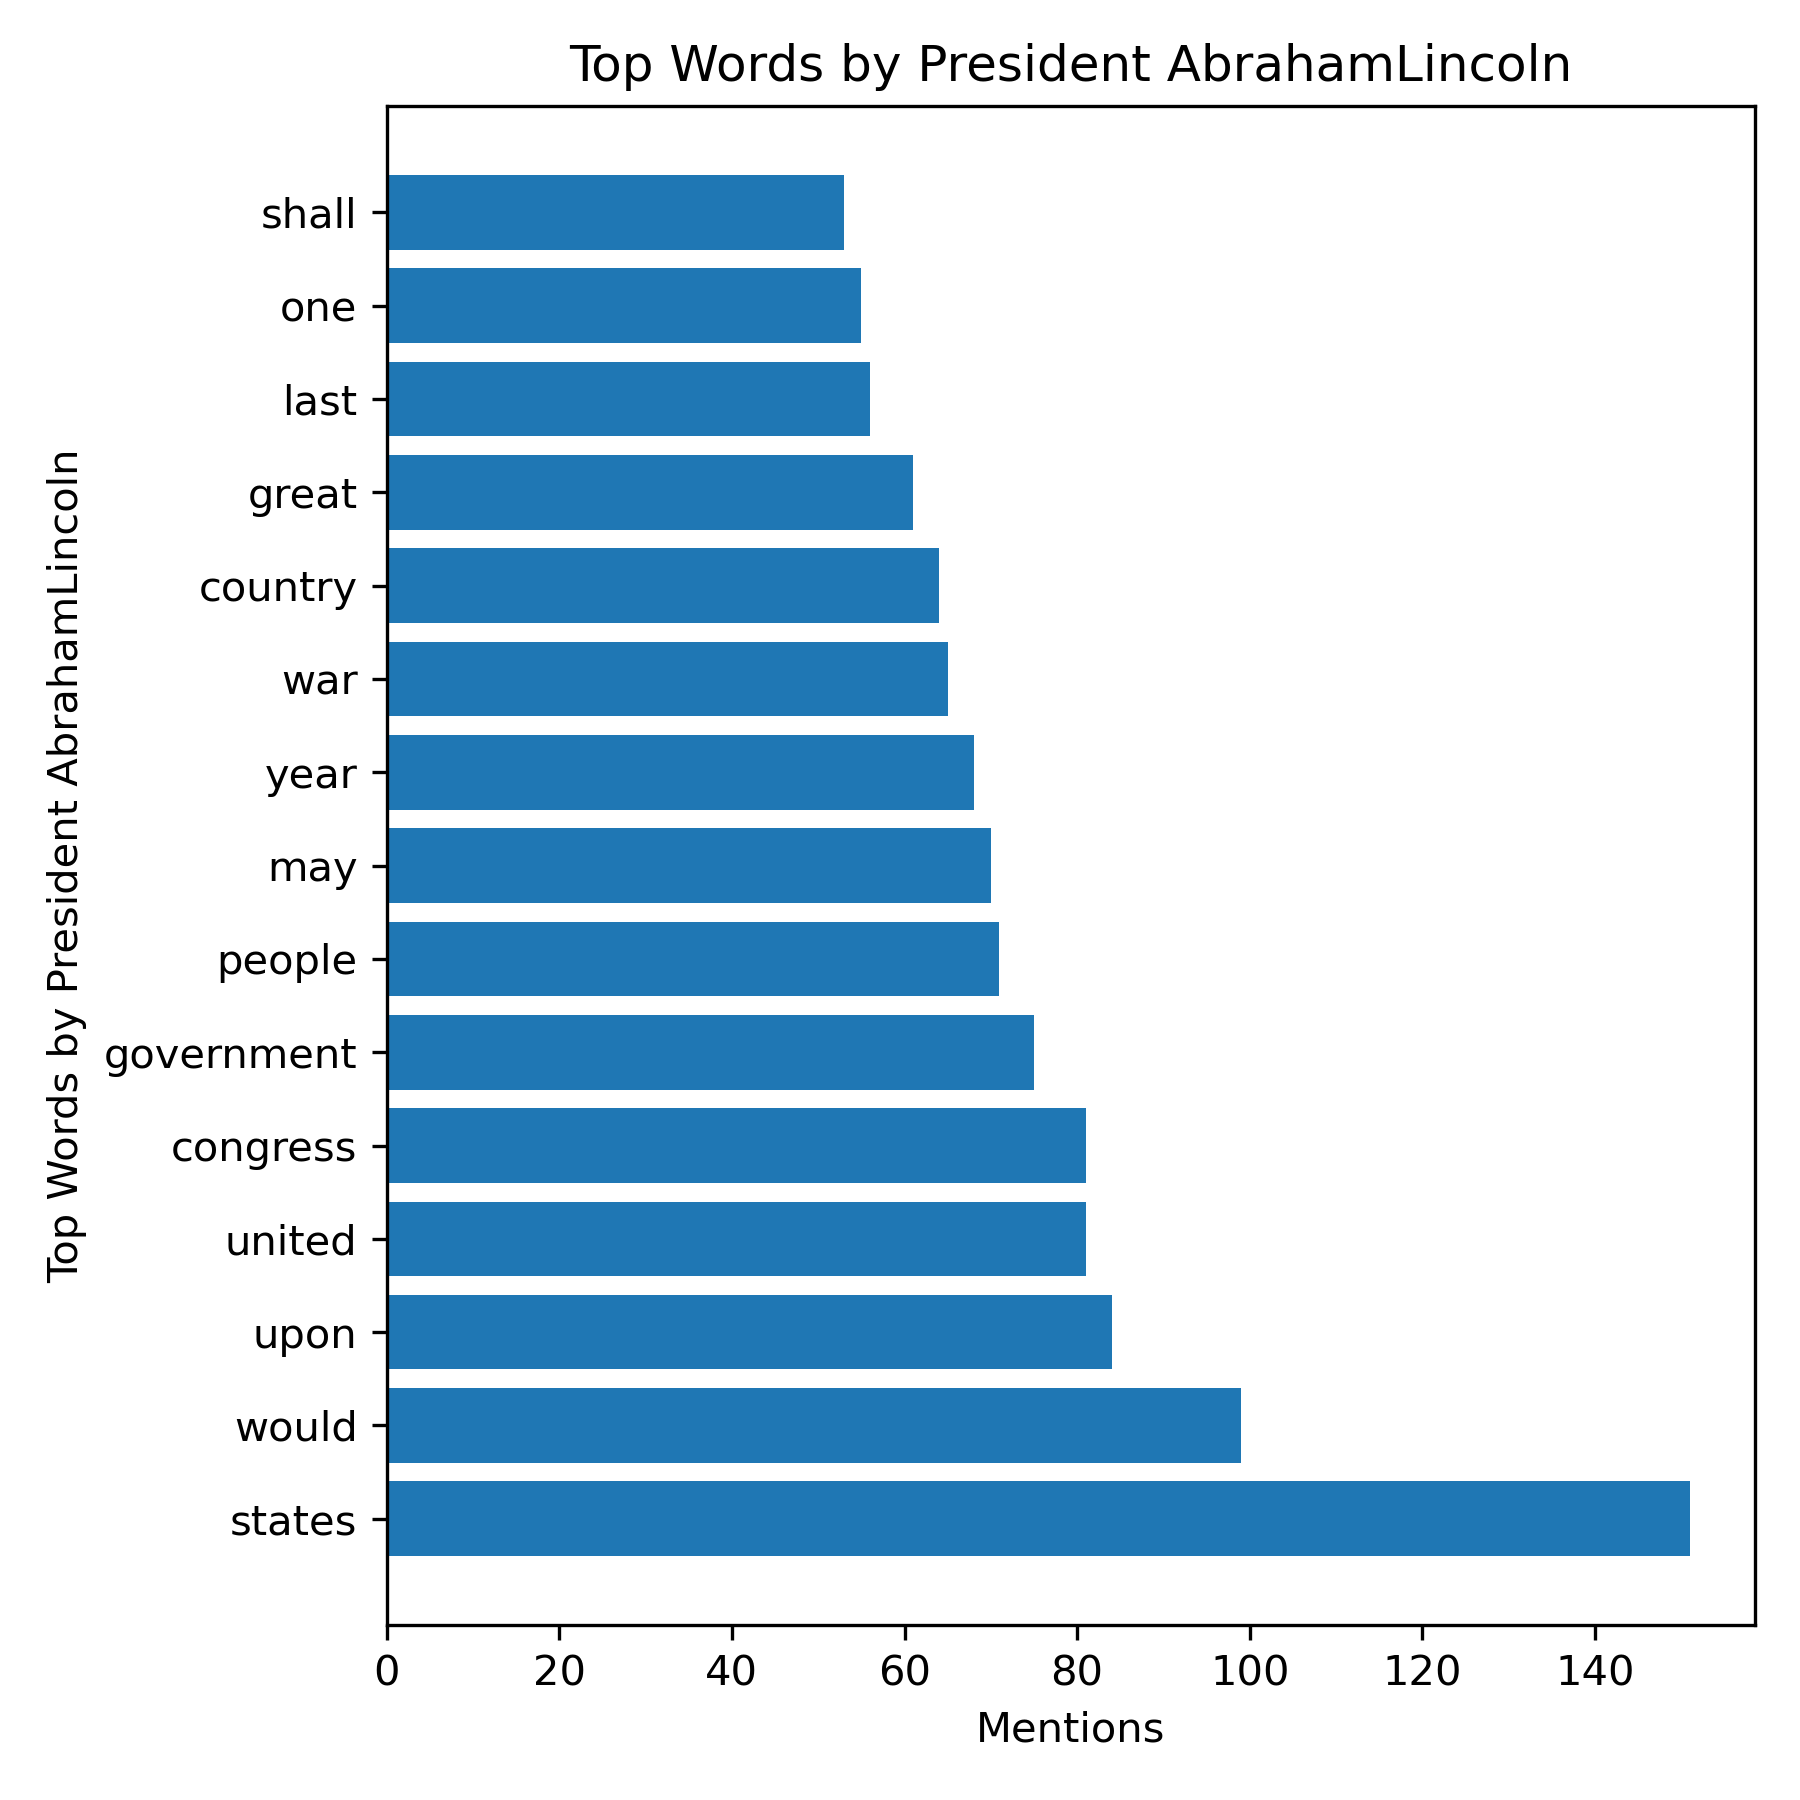 Top Words by President AbrahamLincoln
Top Words by President AbrahamLincoln
shall
one
last
great
country
war
year
may
people
government
congress
united
upon
would
states
0 20 40 60 80 100 120 140
Mentions